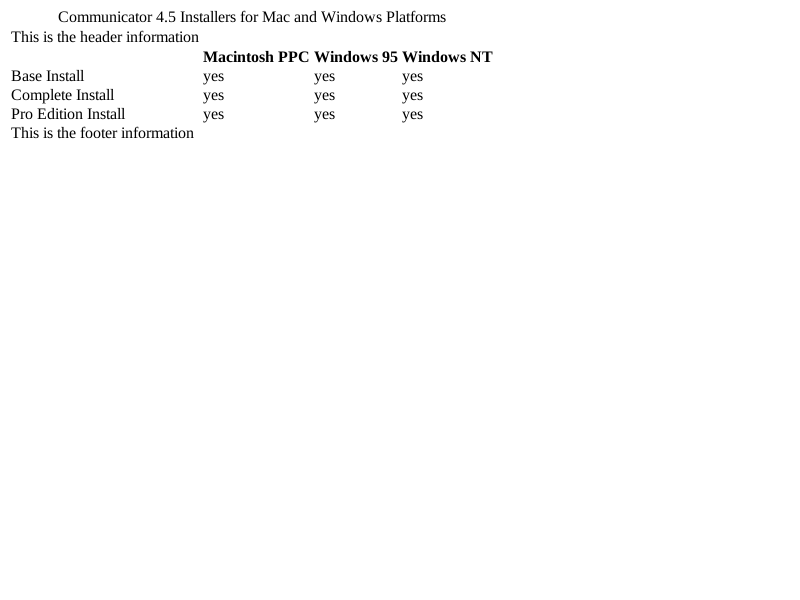 Communicator 4.5 Installers for Mac and Windows Platforms
This is the header information
Macintosh PPC Windows 95 Windows NT
Base Install yes yes yes
Complete Install yes yes yes
Pro Edition Install yes yes yes
This is the footer information